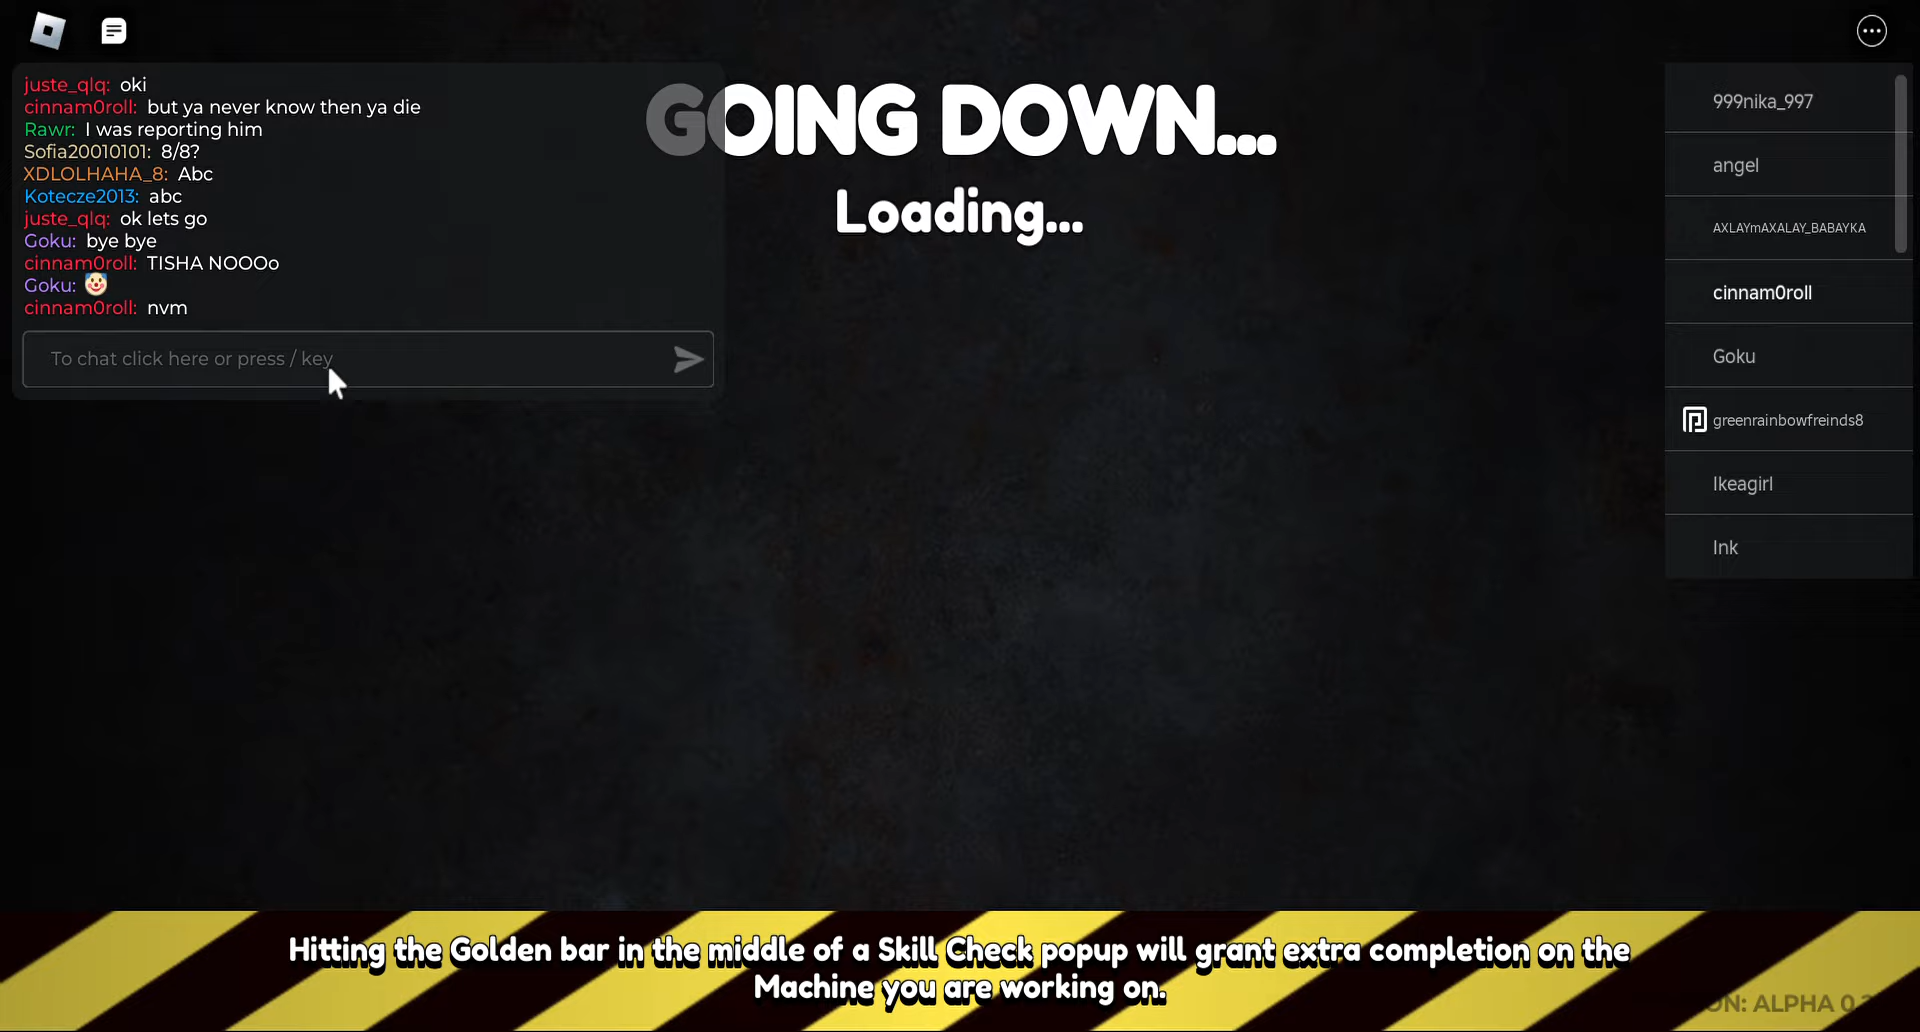 juste_qlq: oki
cinnam0roll: but ya never know then ya die
Rawr: I was reporting him
Sofia20010101: 8/8?
XDLOLHAHA_8: Abc
Kotecze2013: abc
juste_qlq: ok lets go
Goku: bye bye
cinnam0roll: TISHA NOOOo
Goku: 🤡
cinnam0roll: nvm
To chat click here or press / key
GOING DOWN...
Loading...
999nika_997
angel
AXLAYmAXALAY_BABAYKA
cinnam0roll
Goku
greenrainbowfreinds8
Ikeagirl
Ink
Hitting the Golden bar in the middle of a Skill Check popup will grant extra completion on the
Machine you are working on.
ALPHA